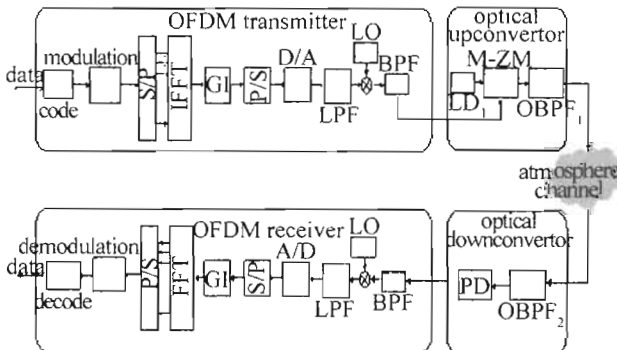 OFDM transmitter
optical
upconvertor
modulation
data
code
S/P
IFFT
GI
P/S
D/A
LPF
LO
BPF
M-ZM
LD1
OBPF1
atmosphere
channel
OFDM receiver
optical
downconvertor
demodulation
data
decode
P/S
FFT
GI
S/P
A/D
LPF
LO
BPF
PD
OBPF2